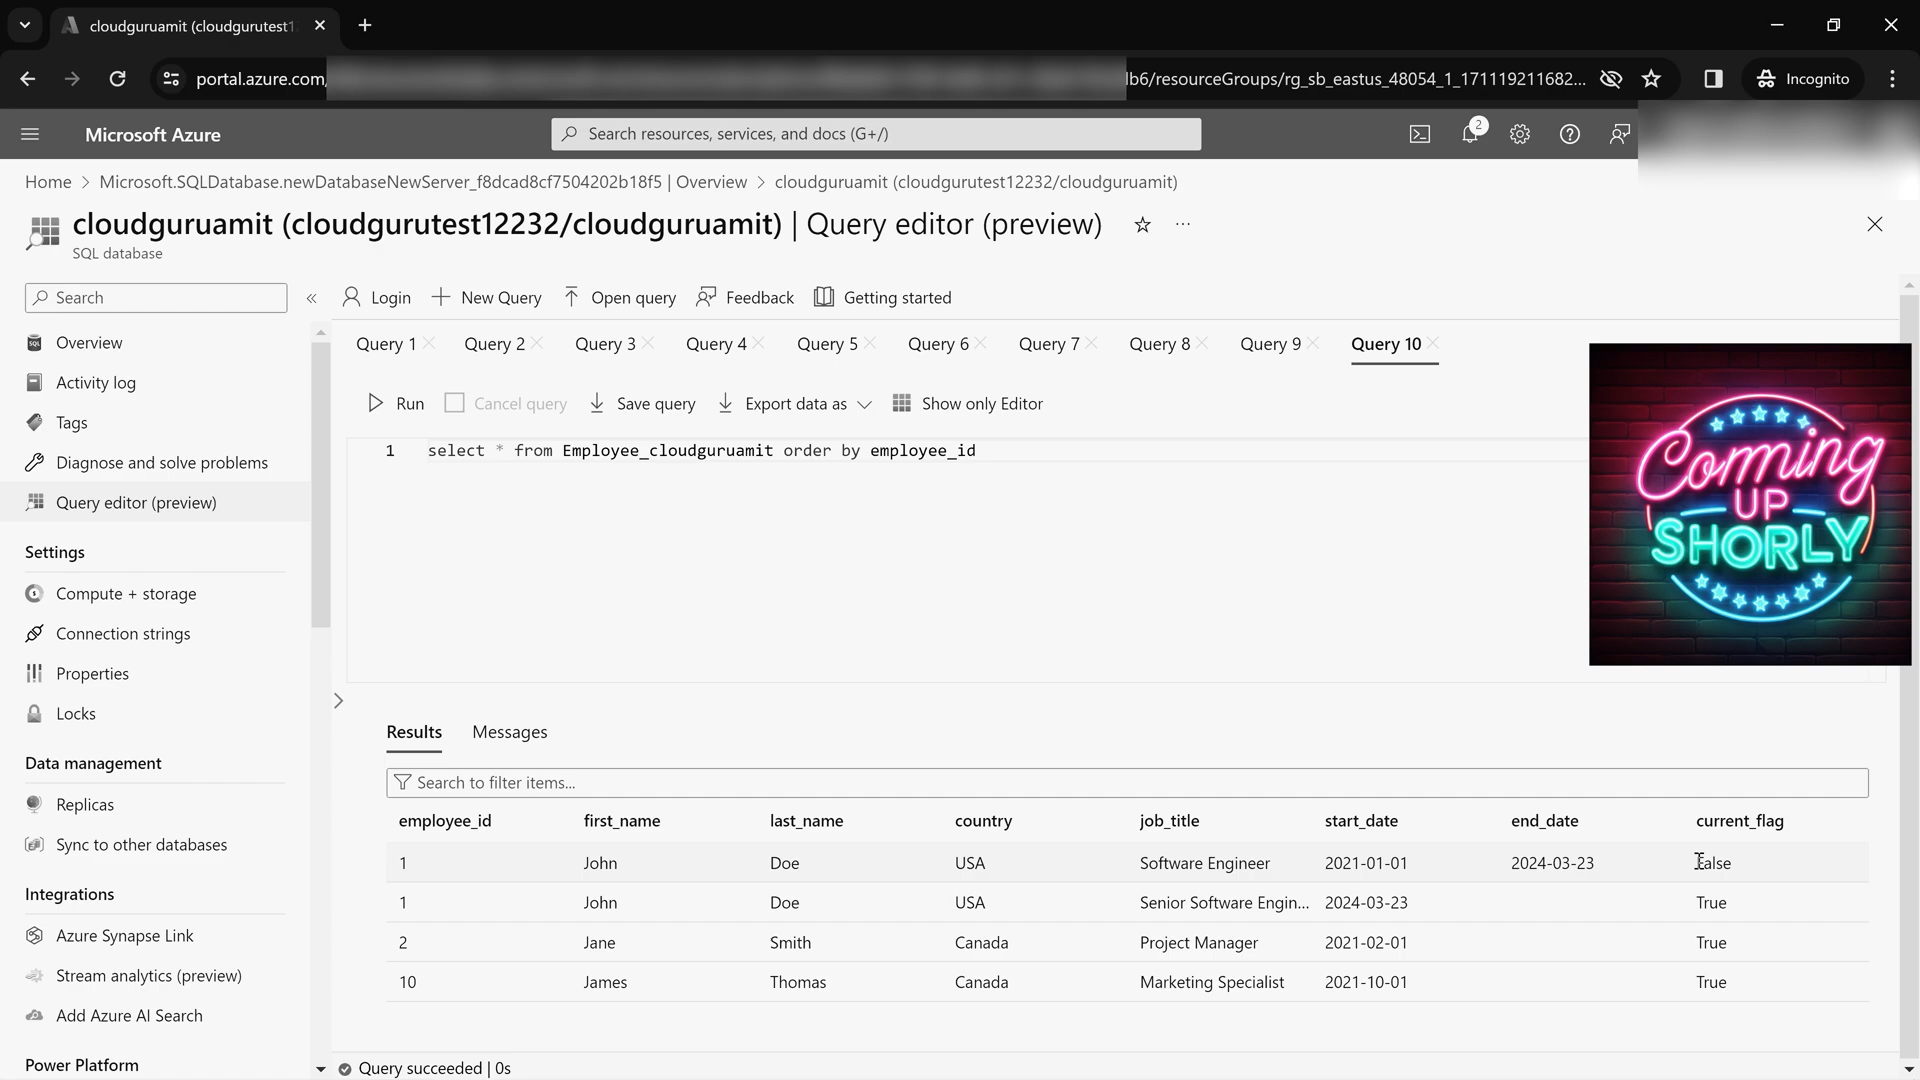 cloudguruamit (cloudgurutest1
portal.azure.com/
lb6/resourceGroups/rg_sb_eastus_48054_1_171119211682...
Incognito
Microsoft Azure
Search resources, services, and docs (G+/)
2
Home > Microsoft.SQLDatabase.newDatabaseNewServer_f8dcad8cf7504202b18f5 | Overview > cloudguruamit (cloudgurutest12232/cloudguruamit)
cloudguruamit (cloudgurutest12232/cloudguruamit) | Query editor (preview)
SQL database
Search
Login
New Query
Open query
Feedback
Getting started
Overview
Activity log
Tags
Diagnose and solve problems
Query editor (preview)
Settings
Compute + storage
Connection strings
Properties
Locks
Data management
Replicas
Sync to other databases
Integrations
Azure Synapse Link
Stream analytics (preview)
Add Azure AI Search
Power Platform
Query 1 Query 2 Query 3 Query 4 Query 5 Query 6 Query 7 Query 8 Query 9 Query 10
Run Cancel query Save query Export data as Show only Editor
1 select * from Employee_cloudguruamit order by employee_id
Comming
UP
SHORLY
Results Messages
Search to filter items...
employee_id first_name last_name country job_title start_date end_date current_flag
1 John Doe USA Software Engineer 2021-01-01 2024-03-23 False
1 John Doe USA Senior Software Engin... 2024-03-23 True
2 Jane Smith Canada Project Manager 2021-02-01 True
10 James Thomas Canada Marketing Specialist 2021-10-01 True
Query succeeded | 0s